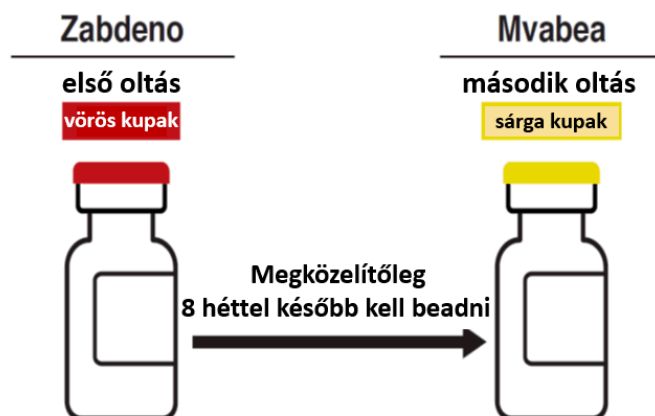 Zabdeno
első oltás
vörös kupak
Mvabea
második oltás
sárga kupak
Megközelítőleg
8 héttel később kell beadni